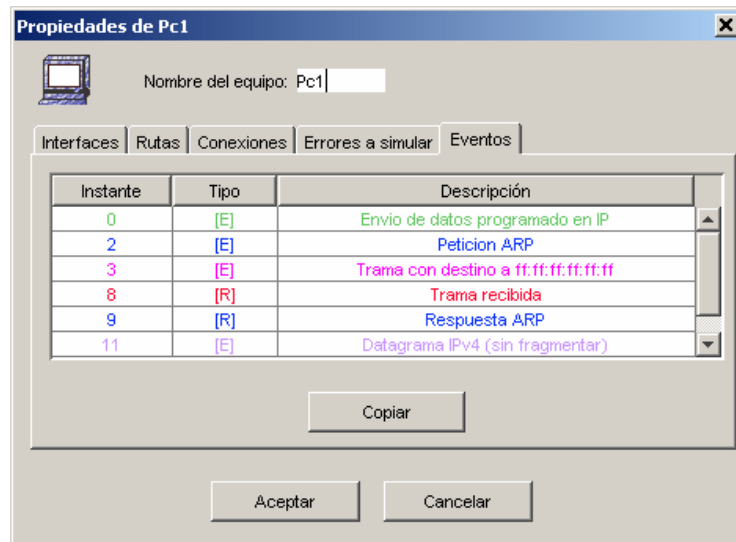 Propiedades de Pc1
Nombre del equipo: Pc1
Interfaces Rutas Conexiones Errores a simular Eventos
Instante Tipo Descripción
0 [E] Envio de datos programado en IP
2 [E] Peticion ARP
3 [E] Trama con destino a ff:ff:ff:ff:ff:ff
8 [R] Trama recibida
9 [R] Respuesta ARP
11 [E] Datagrama IPv4 (sin fragmentar)
Copiar
Aceptar Cancelar